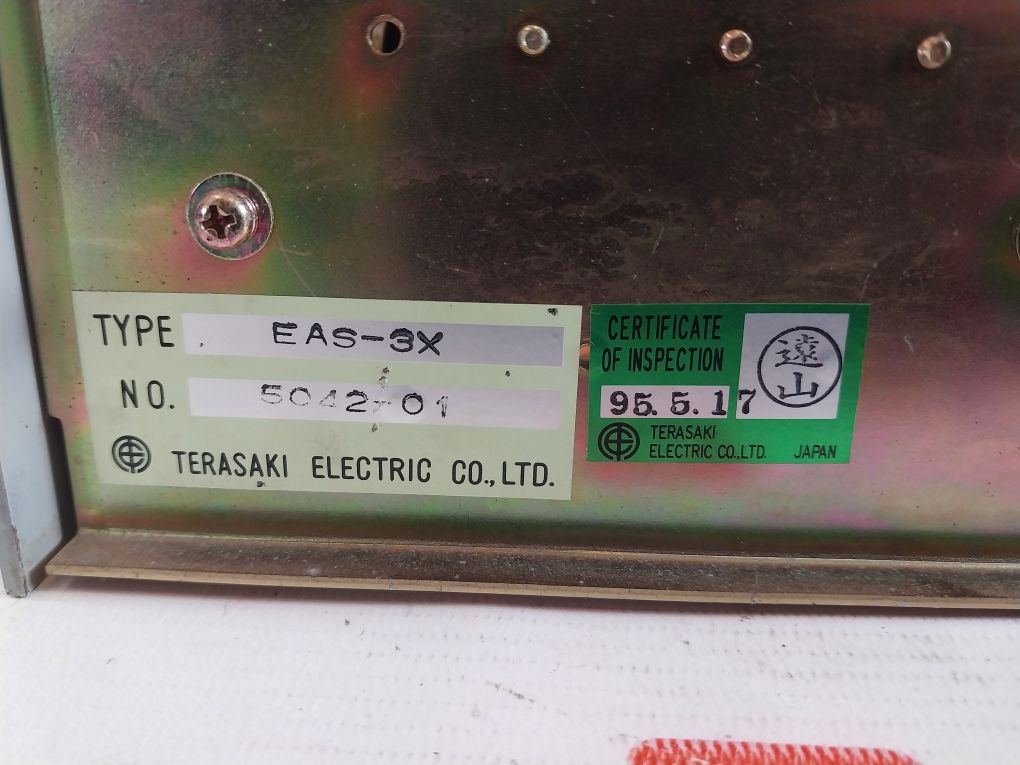 TYPE EAS-3X
NO. 5042-01
TERASAKI ELECTRIC CO., LTD.
CERTIFICATE
OF INSPECTION
遠山
95.5.17
TERASAKI
ELECTRIC CO.,LTD. JAPAN